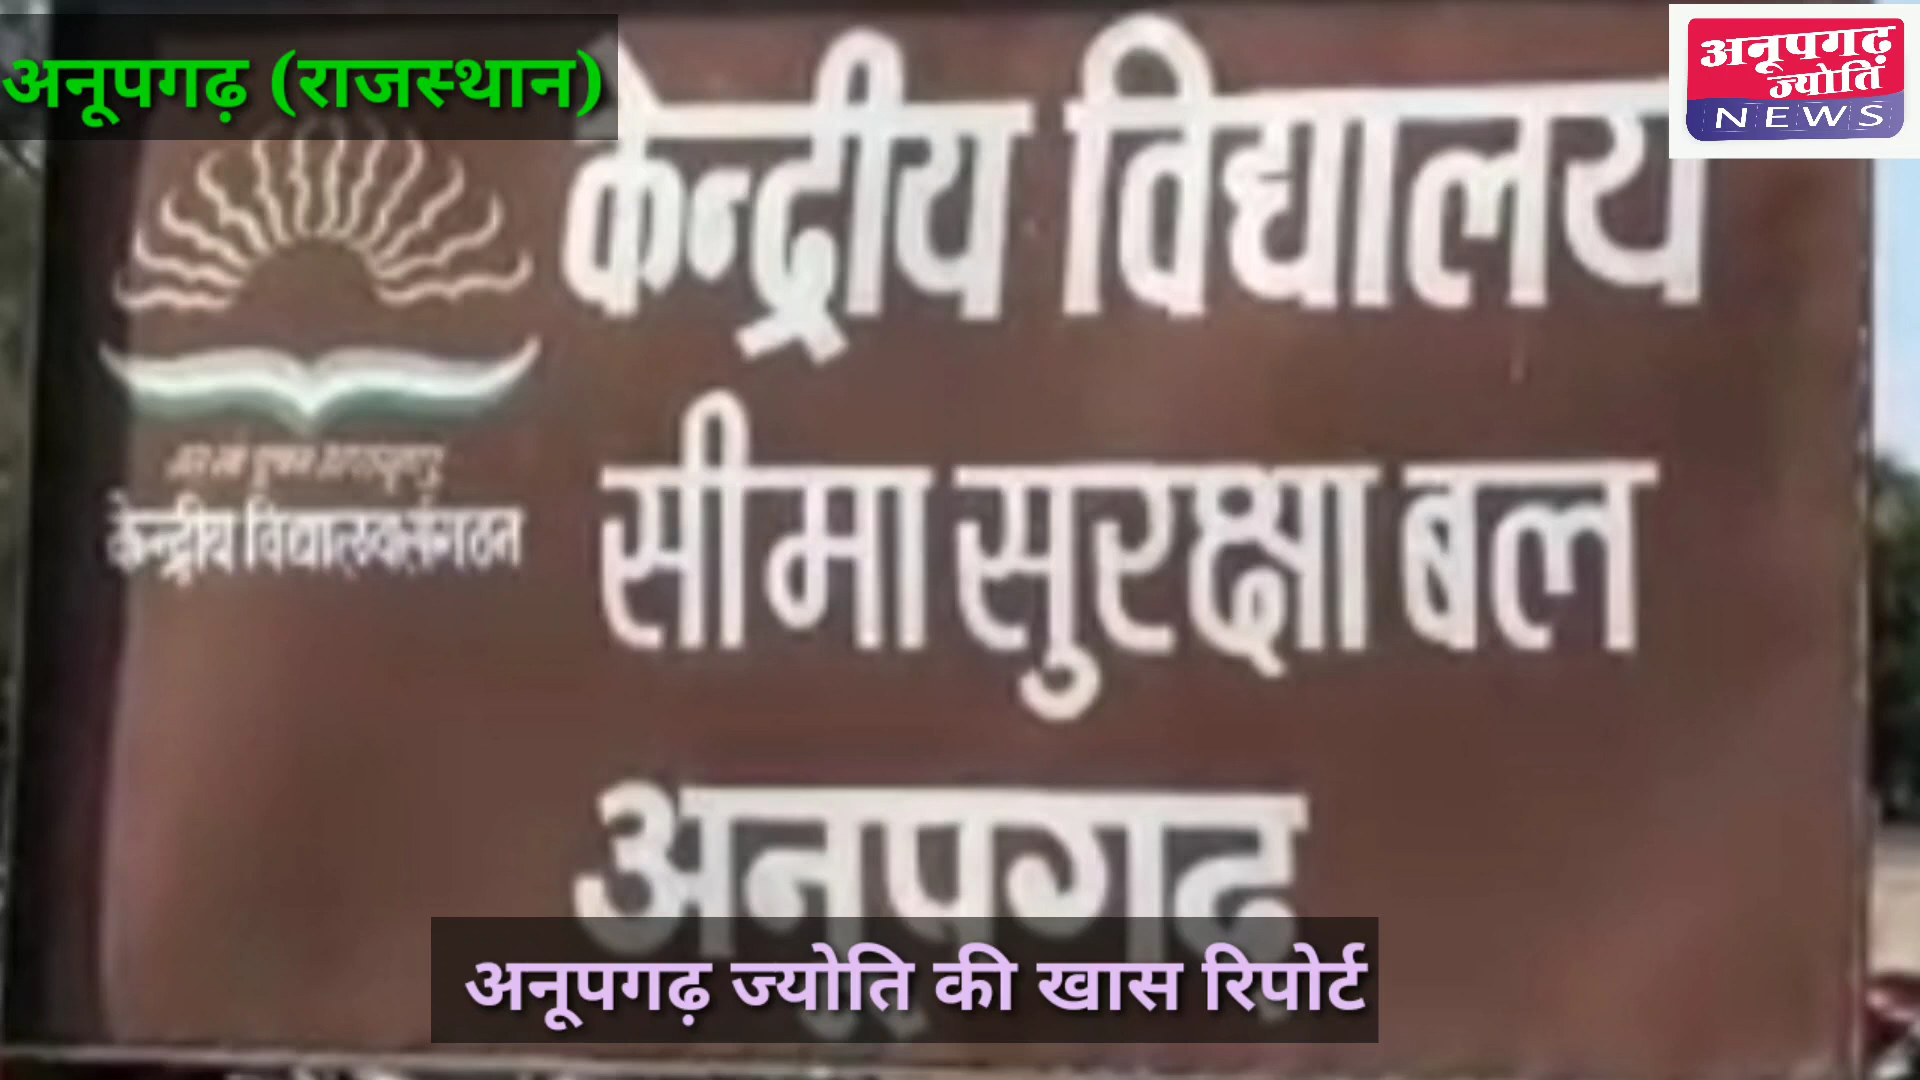 अनूपगढ़ (राजस्थान)
अनूपगढ़
ज्योति
NEWS
केन्द्रीय विद्यालय
केन्द्रीय विद्यालय संगठन
सीमा सुरक्षा बल
अनूपगढ़
अनूपगढ़ ज्योति की खास रिपोर्ट